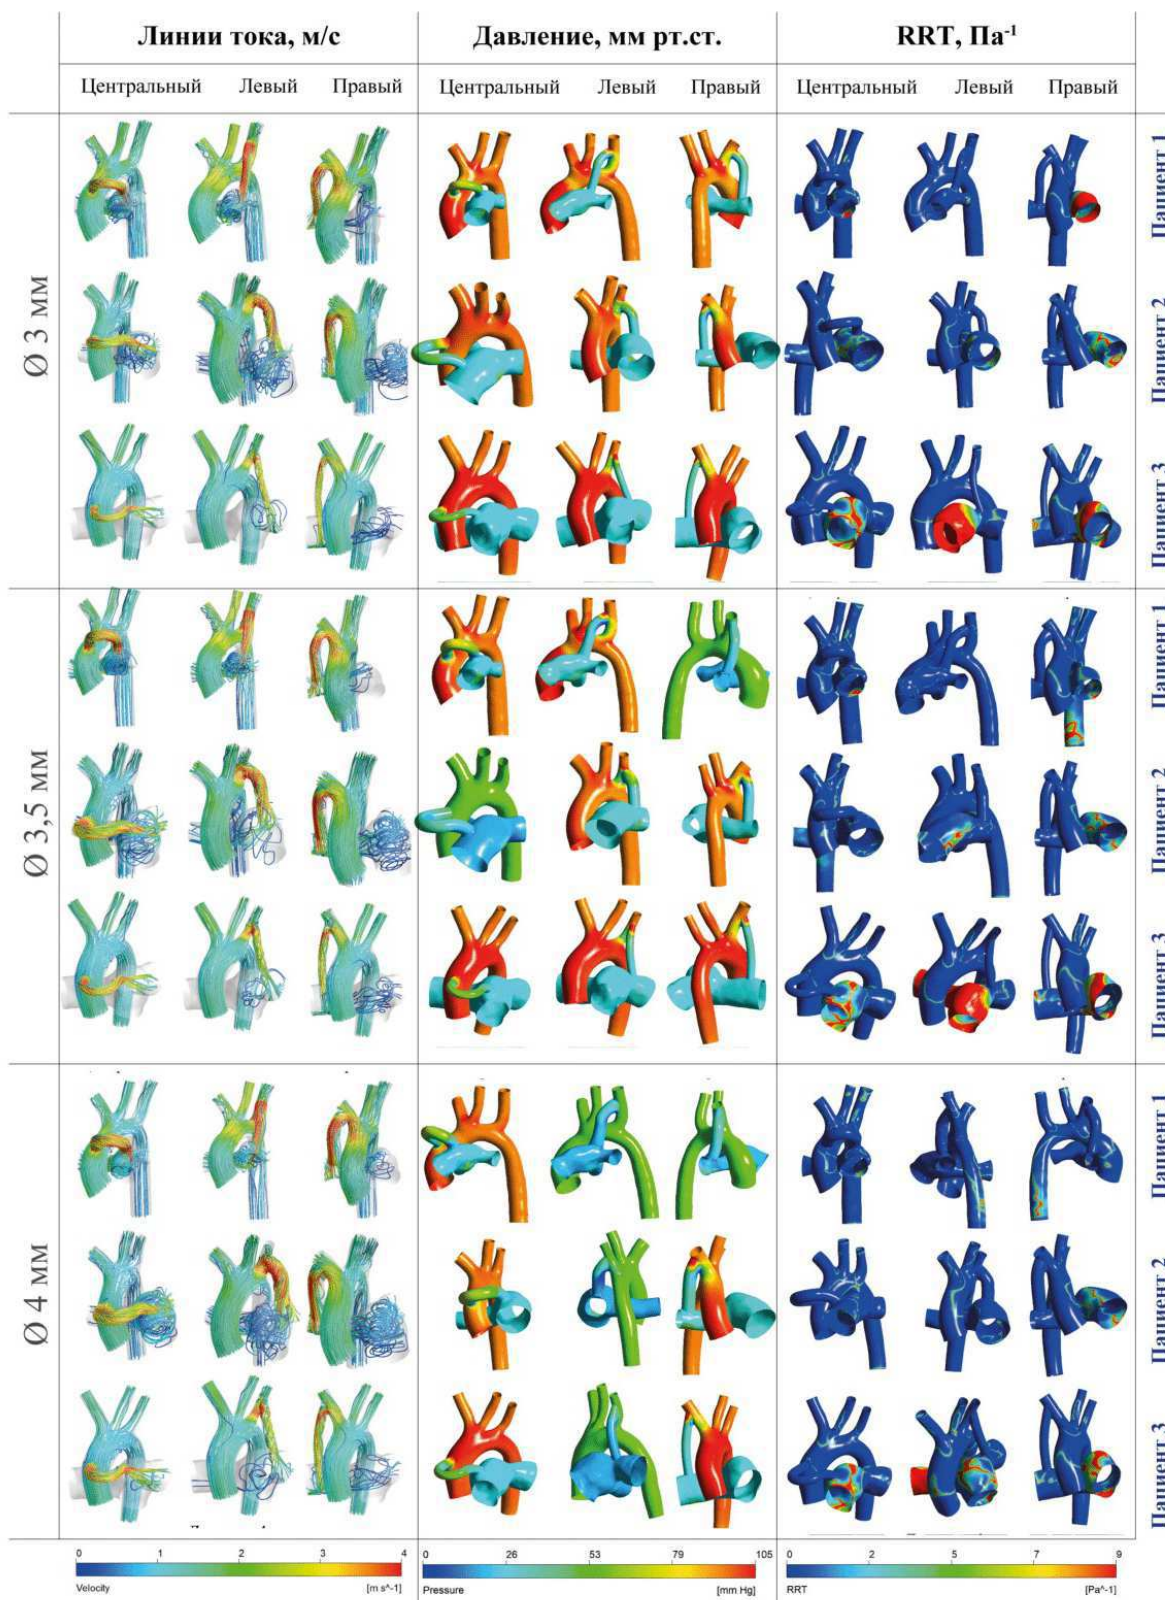 Линии тока, м/с Давление, мм рт.ст. RRT, Па⁻¹
Центральный Левый Правый Центральный Левый Правый Центральный Левый Правый
Ø 3 мм
Пациент 1
Пациент 2
Пациент 3
Ø 3,5 мм
Пациент 1
Пациент 2
Пациент 3
Ø 4 мм
Пациент 1
Пациент 2
Пациент 3
0 1 2 3 4 0 26 53 79 105 0 2 5 7 9
Velocity [m s^-1] Pressure [mm Hg] RRT [Pa^-1]